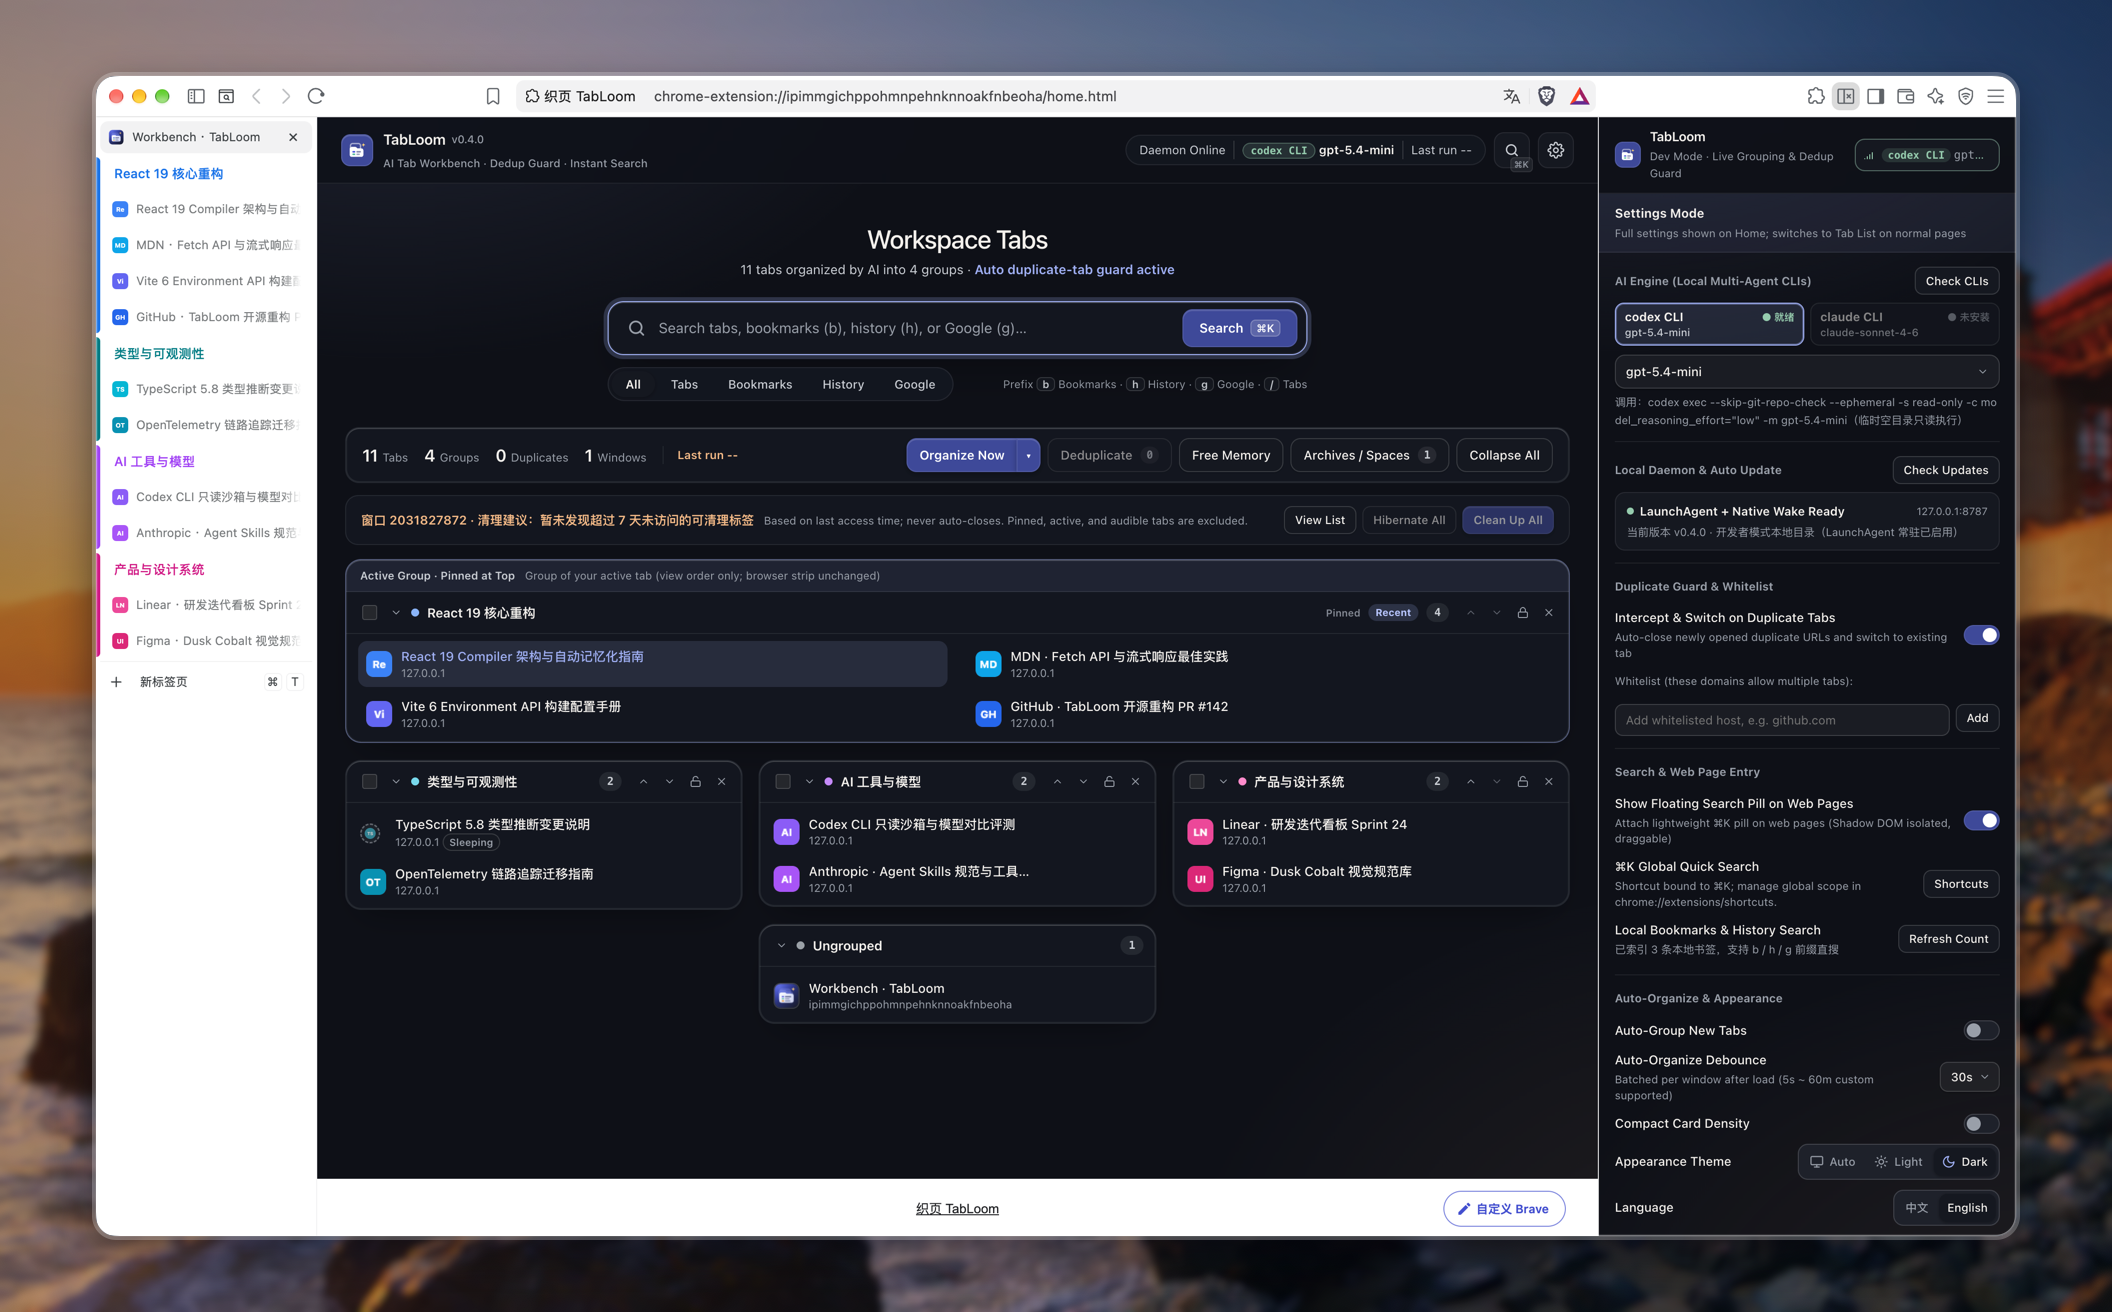 织页 TabLoom
chrome-extension://ipimmgichppohmnpehnknnoakfnbeoha/home.html
Workbench · TabLoom
React 19 核心重构
Re
React 19 Compiler 架构与自动
MD
MDN · Fetch API 与流式响应
Vi
Vite 6 Environment API 构建
GH
GitHub · TabLoom 开源重构
类型与可观测性
TS
TypeScript 5.8 类型推断变更
OT
OpenTelemetry 链路追踪迁移
AI 工具与模型
AI
Codex CLI 只读沙箱与模型对比
AI
Anthropic · Agent Skills 规范
产品与设计系统
LN
Linear · 研发迭代看板 Sprint
UI
Figma · Dusk Cobalt 视觉规范
新标签页
⌘ T
TabLoom v0.4.0
AI Tab Workbench · Dedup Guard · Instant Search
Daemon Online
codex CLI gpt-5.4-mini
Last run --
⌘K
Workspace Tabs
11 tabs organized by AI into 4 groups · Auto duplicate-tab guard active
Search tabs, bookmarks (b), history (h), or Google (g)...
Search ⌘K
All Tabs Bookmarks History Google
Prefix b Bookmarks · h History · g Google · / Tabs
11 Tabs 4 Groups 0 Duplicates 1 Windows
Last run --
Organize Now
Deduplicate 0
Free Memory
Archives / Spaces 1
Collapse All
窗口 2031827872 · 清理建议：暂未发现超过 7 天未访问的可清理标签
Based on last access time; never auto-closes. Pinned, active, and audible tabs are excluded.
View List
Hibernate All
Clean Up All
Active Group · Pinned at Top Group of your active tab (view order only; browser strip unchanged)
React 19 核心重构
Pinned Recent 4
Re
React 19 Compiler 架构与自动记忆化指南
127.0.0.1
MD
MDN · Fetch API 与流式响应最佳实践
127.0.0.1
Vi
Vite 6 Environment API 构建配置手册
127.0.0.1
GH
GitHub · TabLoom 开源重构 PR #142
127.0.0.1
类型与可观测性 2
TS
TypeScript 5.8 类型推断变更说明
127.0.0.1 Sleeping
OT
OpenTelemetry 链路追踪迁移指南
127.0.0.1
AI 工具与模型 2
AI
Codex CLI 只读沙箱与模型对比评测
127.0.0.1
AI
Anthropic · Agent Skills 规范与工具...
127.0.0.1
产品与设计系统 2
LN
Linear · 研发迭代看板 Sprint 24
127.0.0.1
UI
Figma · Dusk Cobalt 视觉规范库
127.0.0.1
Ungrouped 1
Workbench · TabLoom
ipimmgichppohmnpehnknnoakfnbeoha
织页 TabLoom
自定义 Brave
TabLoom
Dev Mode · Live Grouping & Dedup
Guard
codex CLI gpt...
Settings Mode
Full settings shown on Home; switches to Tab List on normal pages
AI Engine (Local Multi-Agent CLIs)
Check CLIs
codex CLI 就绪
gpt-5.4-mini
claude CLI 未安装
claude-sonnet-4-6
gpt-5.4-mini
调用：codex exec --skip-git-repo-check --ephemeral -s read-only -c mo
del_reasoning_effort="low" -m gpt-5.4-mini（临时空目录只读执行）
Local Daemon & Auto Update
Check Updates
LaunchAgent + Native Wake Ready
127.0.0.1:8787
当前版本 v0.4.0 · 开发者模式本地目录（LaunchAgent 常驻已启用）
Duplicate Guard & Whitelist
Intercept & Switch on Duplicate Tabs
Auto-close newly opened duplicate URLs and switch to existing
tab
Whitelist (these domains allow multiple tabs):
Add whitelisted host, e.g. github.com
Add
Search & Web Page Entry
Show Floating Search Pill on Web Pages
Attach lightweight ⌘K pill on web pages (Shadow DOM isolated,
draggable)
⌘K Global Quick Search
Shortcut bound to ⌘K; manage global scope in
chrome://extensions/shortcuts.
Shortcuts
Local Bookmarks & History Search
已索引 3 条本地书签，支持 b / h / g 前缀直搜
Refresh Count
Auto-Organize & Appearance
Auto-Group New Tabs
Auto-Organize Debounce
Batched per window after load (5s ~ 60m custom
supported)
30s
Compact Card Density
Appearance Theme
Auto Light Dark
Language
中文 English